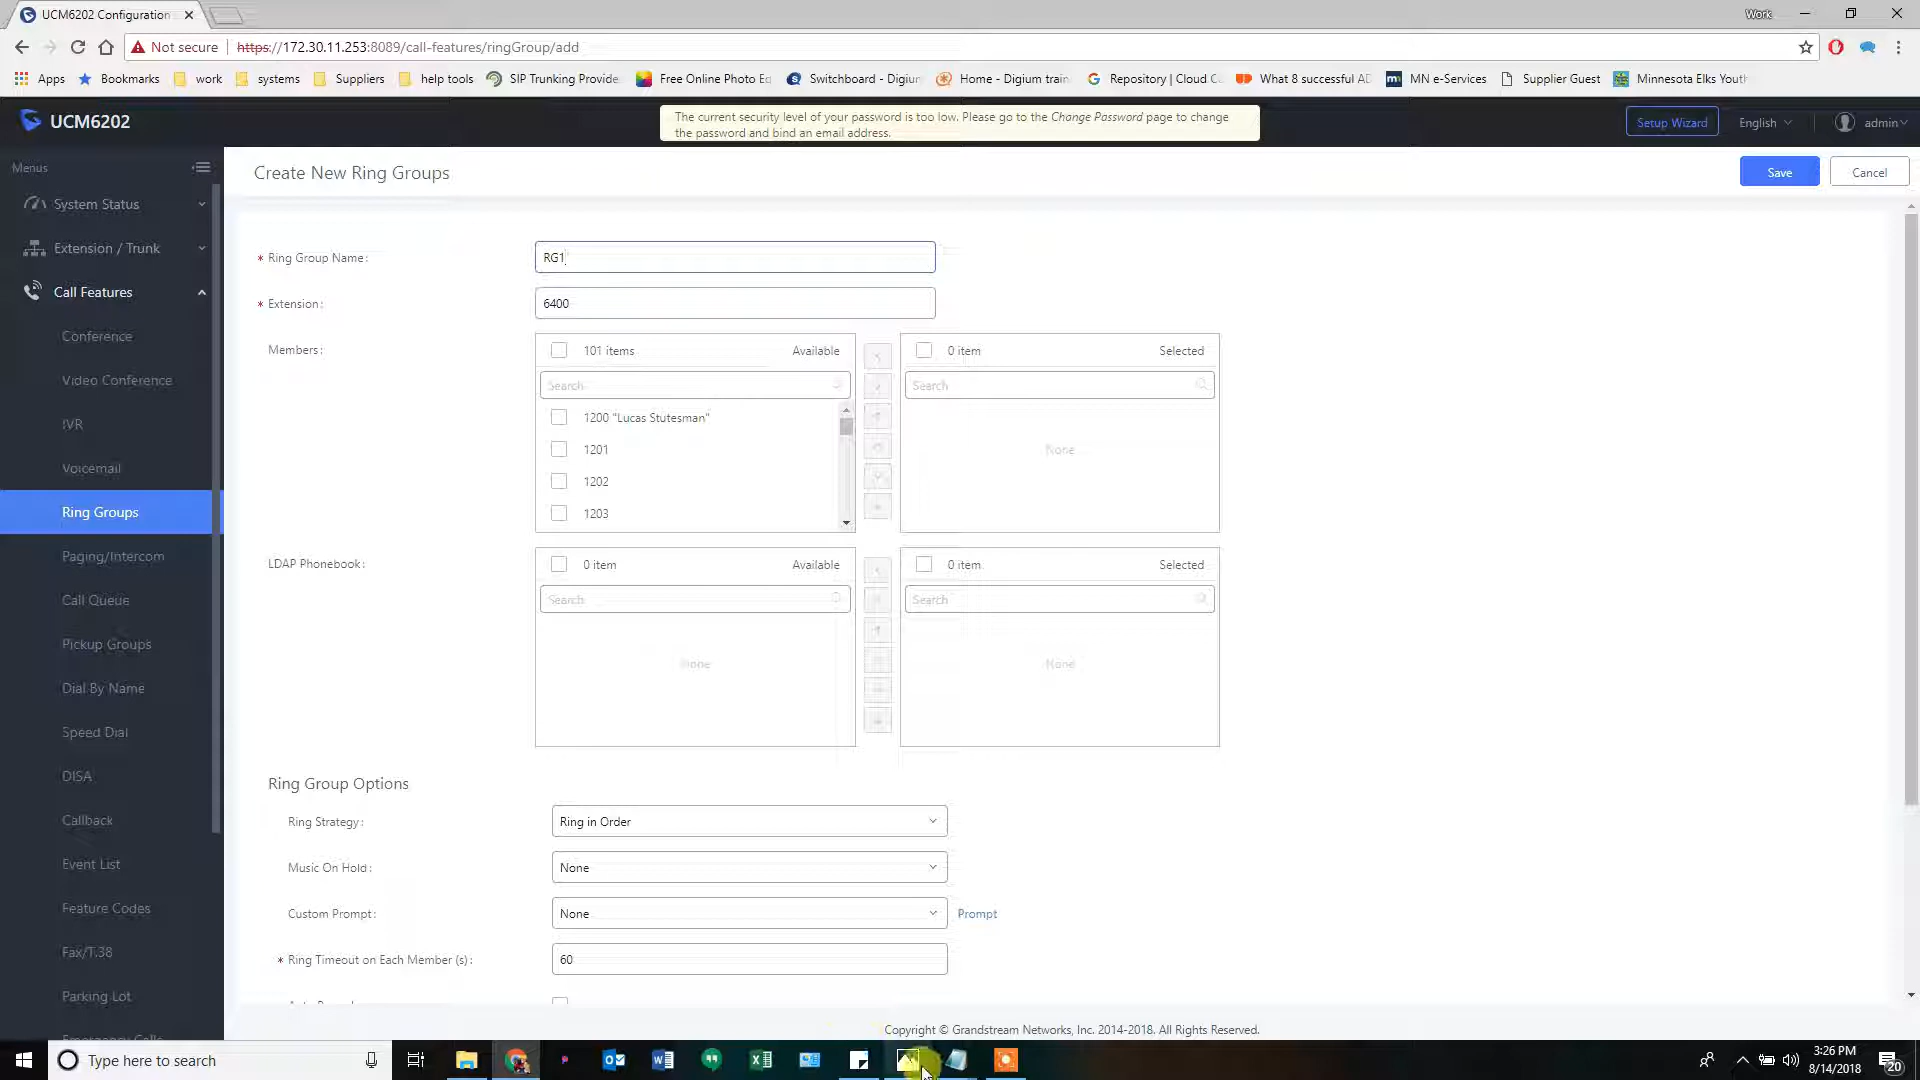 UCM6202 Configuration
Work
Not secure https://172.30.11.253:8089/call-features/ringGroup/add
Apps Bookmarks work systems Suppliers help tools SIP Trunking Provide Free Online Photo Ed Switchboard - Digium Home - Digium train Repository | Cloud C What 8 successful AD MN e-Services Supplier Guest Minnesota Elks Yout
UCM6202
The current security level of your password is too low. Please go to the Change Password page to change
the password and bind an email address.
Setup Wizard English admin
Menus
System Status
Extension / Trunk
Call Features
Conference
Video Conference
IVR
Voicemail
Ring Groups
Paging/Intercom
Call Queue
Pickup Groups
Dial By Name
Speed Dial
DISA
Callback
Event List
Feature Codes
Fax/T.38
Parking Lot
Emergency Calls
Create New Ring Groups
Save Cancel
* Ring Group Name: RG1
* Extension: 6400
Members:
101 items Available
Search
1200 "Lucas Stutesman"
1201
1202
1203
0 item Selected
Search
None
LDAP Phonebook:
0 item Available
Search
None
0 item Selected
Search
None
Ring Group Options
Ring Strategy: Ring in Order
Music On Hold: None
Custom Prompt: None Prompt
* Ring Timeout on Each Member (s): 60
Copyright © Grandstream Networks, Inc. 2014-2018. All Rights Reserved.
Type here to search
3:26 PM
8/14/2018
20